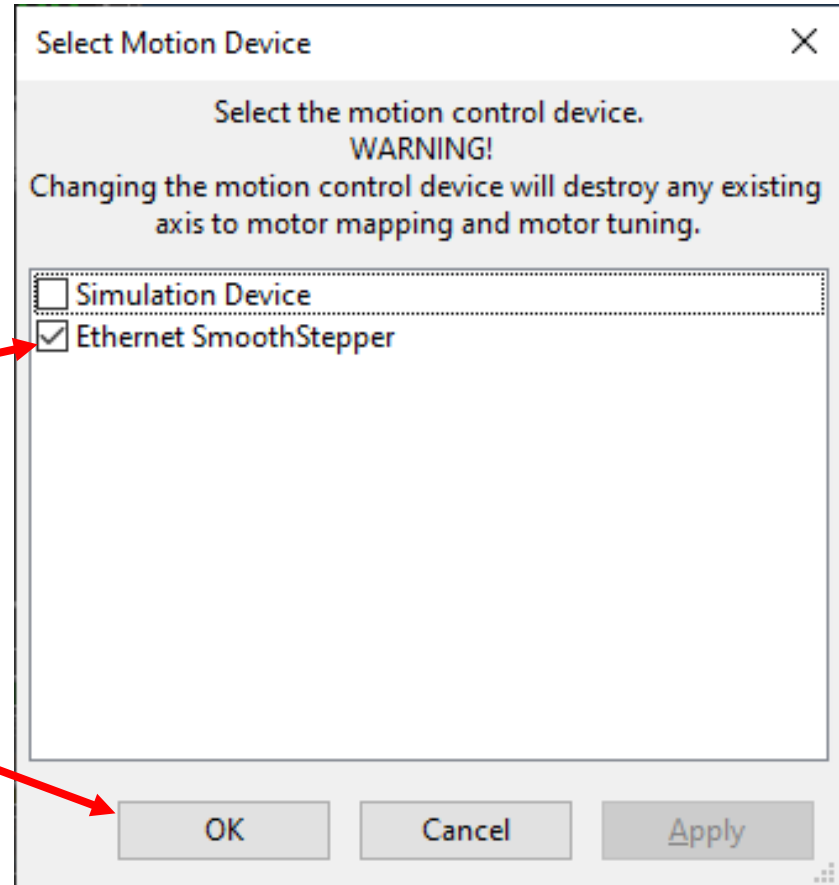 Select Motion Device
Select the motion control device.
WARNING!
Changing the motion control device will destroy any existing
axis to motor mapping and motor tuning.
Simulation Device
Ethernet SmoothStepper
OK Cancel Apply